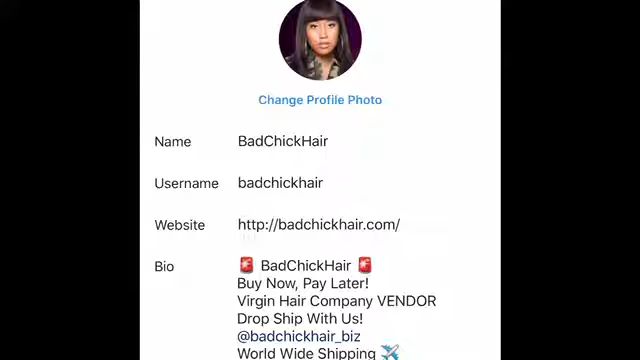 Change Profile Photo
Name BadChickHair
Username badchickhair
Website http://badchickhair.com/
Bio 🚨 BadChickHair 🚨
Buy Now, Pay Later!
Virgin Hair Company VENDOR
Drop Ship With Us!
@badchickhair_biz
World Wide Shipping ✈️